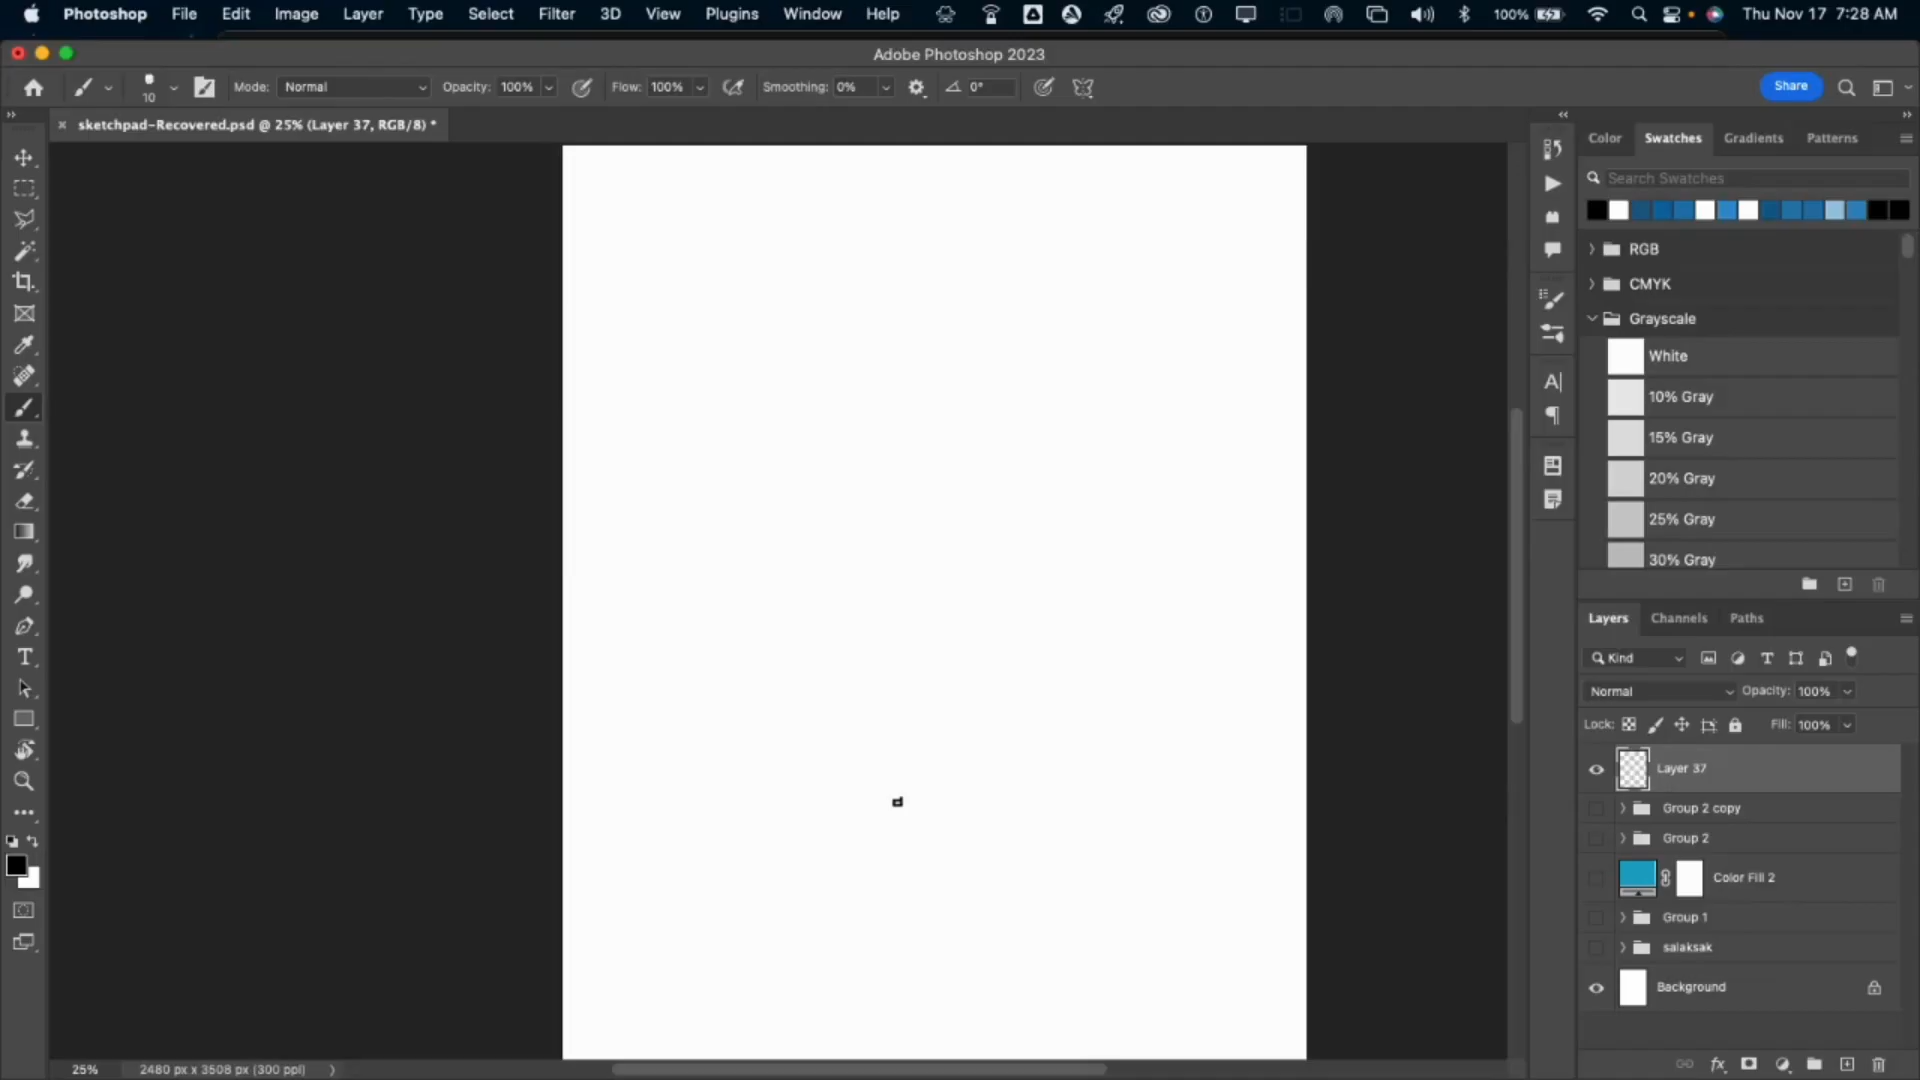 Photoshop File Edit Image Layer Type Select Filter 3D View Plugins Window Help 100% Thu Nov 17 7:28 AM
Adobe Photoshop 2023
10 Mode: Normal Opacity: 100% Flow: 100% Smoothing: 0% 0° Share
sketchpad-Recovered.psd @ 25% (Layer 37, RGB/8) *
Color Swatches Gradients Patterns
Search Swatches
RGB
CMYK
Grayscale
White
10% Gray
15% Gray
20% Gray
25% Gray
30% Gray
Layers Channels Paths
Kind
Normal Opacity: 100%
Lock: Fill: 100%
Layer 37
Group 2 copy
Group 2
Color Fill 2
Group 1
salaksak
Background
25% 2480 px x 3508 px (300 ppi)